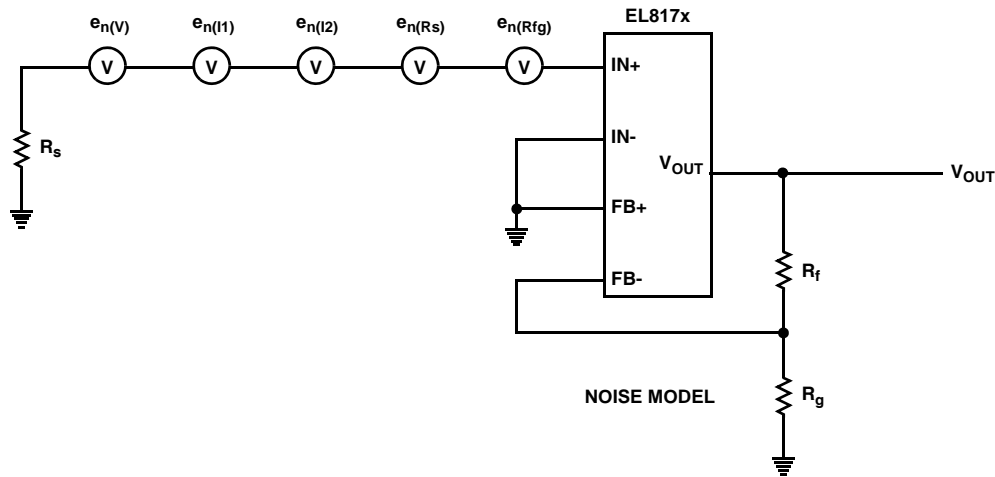 EL817x
en(V) en(I1) en(I2) en(Rs) en(Rfg)
V V V V V
IN+
Rs
IN-
VOUT
VOUT
FB+
Rf
FB-
NOISE MODEL
Rg